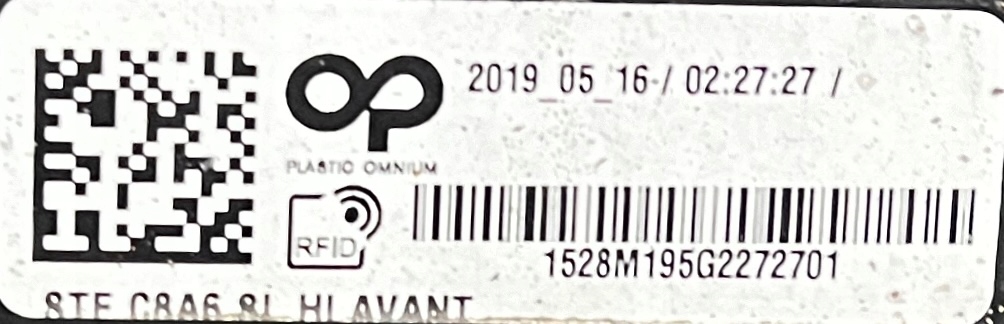 2019_05_16-/ 02:27:27 /
PLASTIC OMNIUM
RFID
1528M195G2272701
STE C8A6 8L HI AVANT